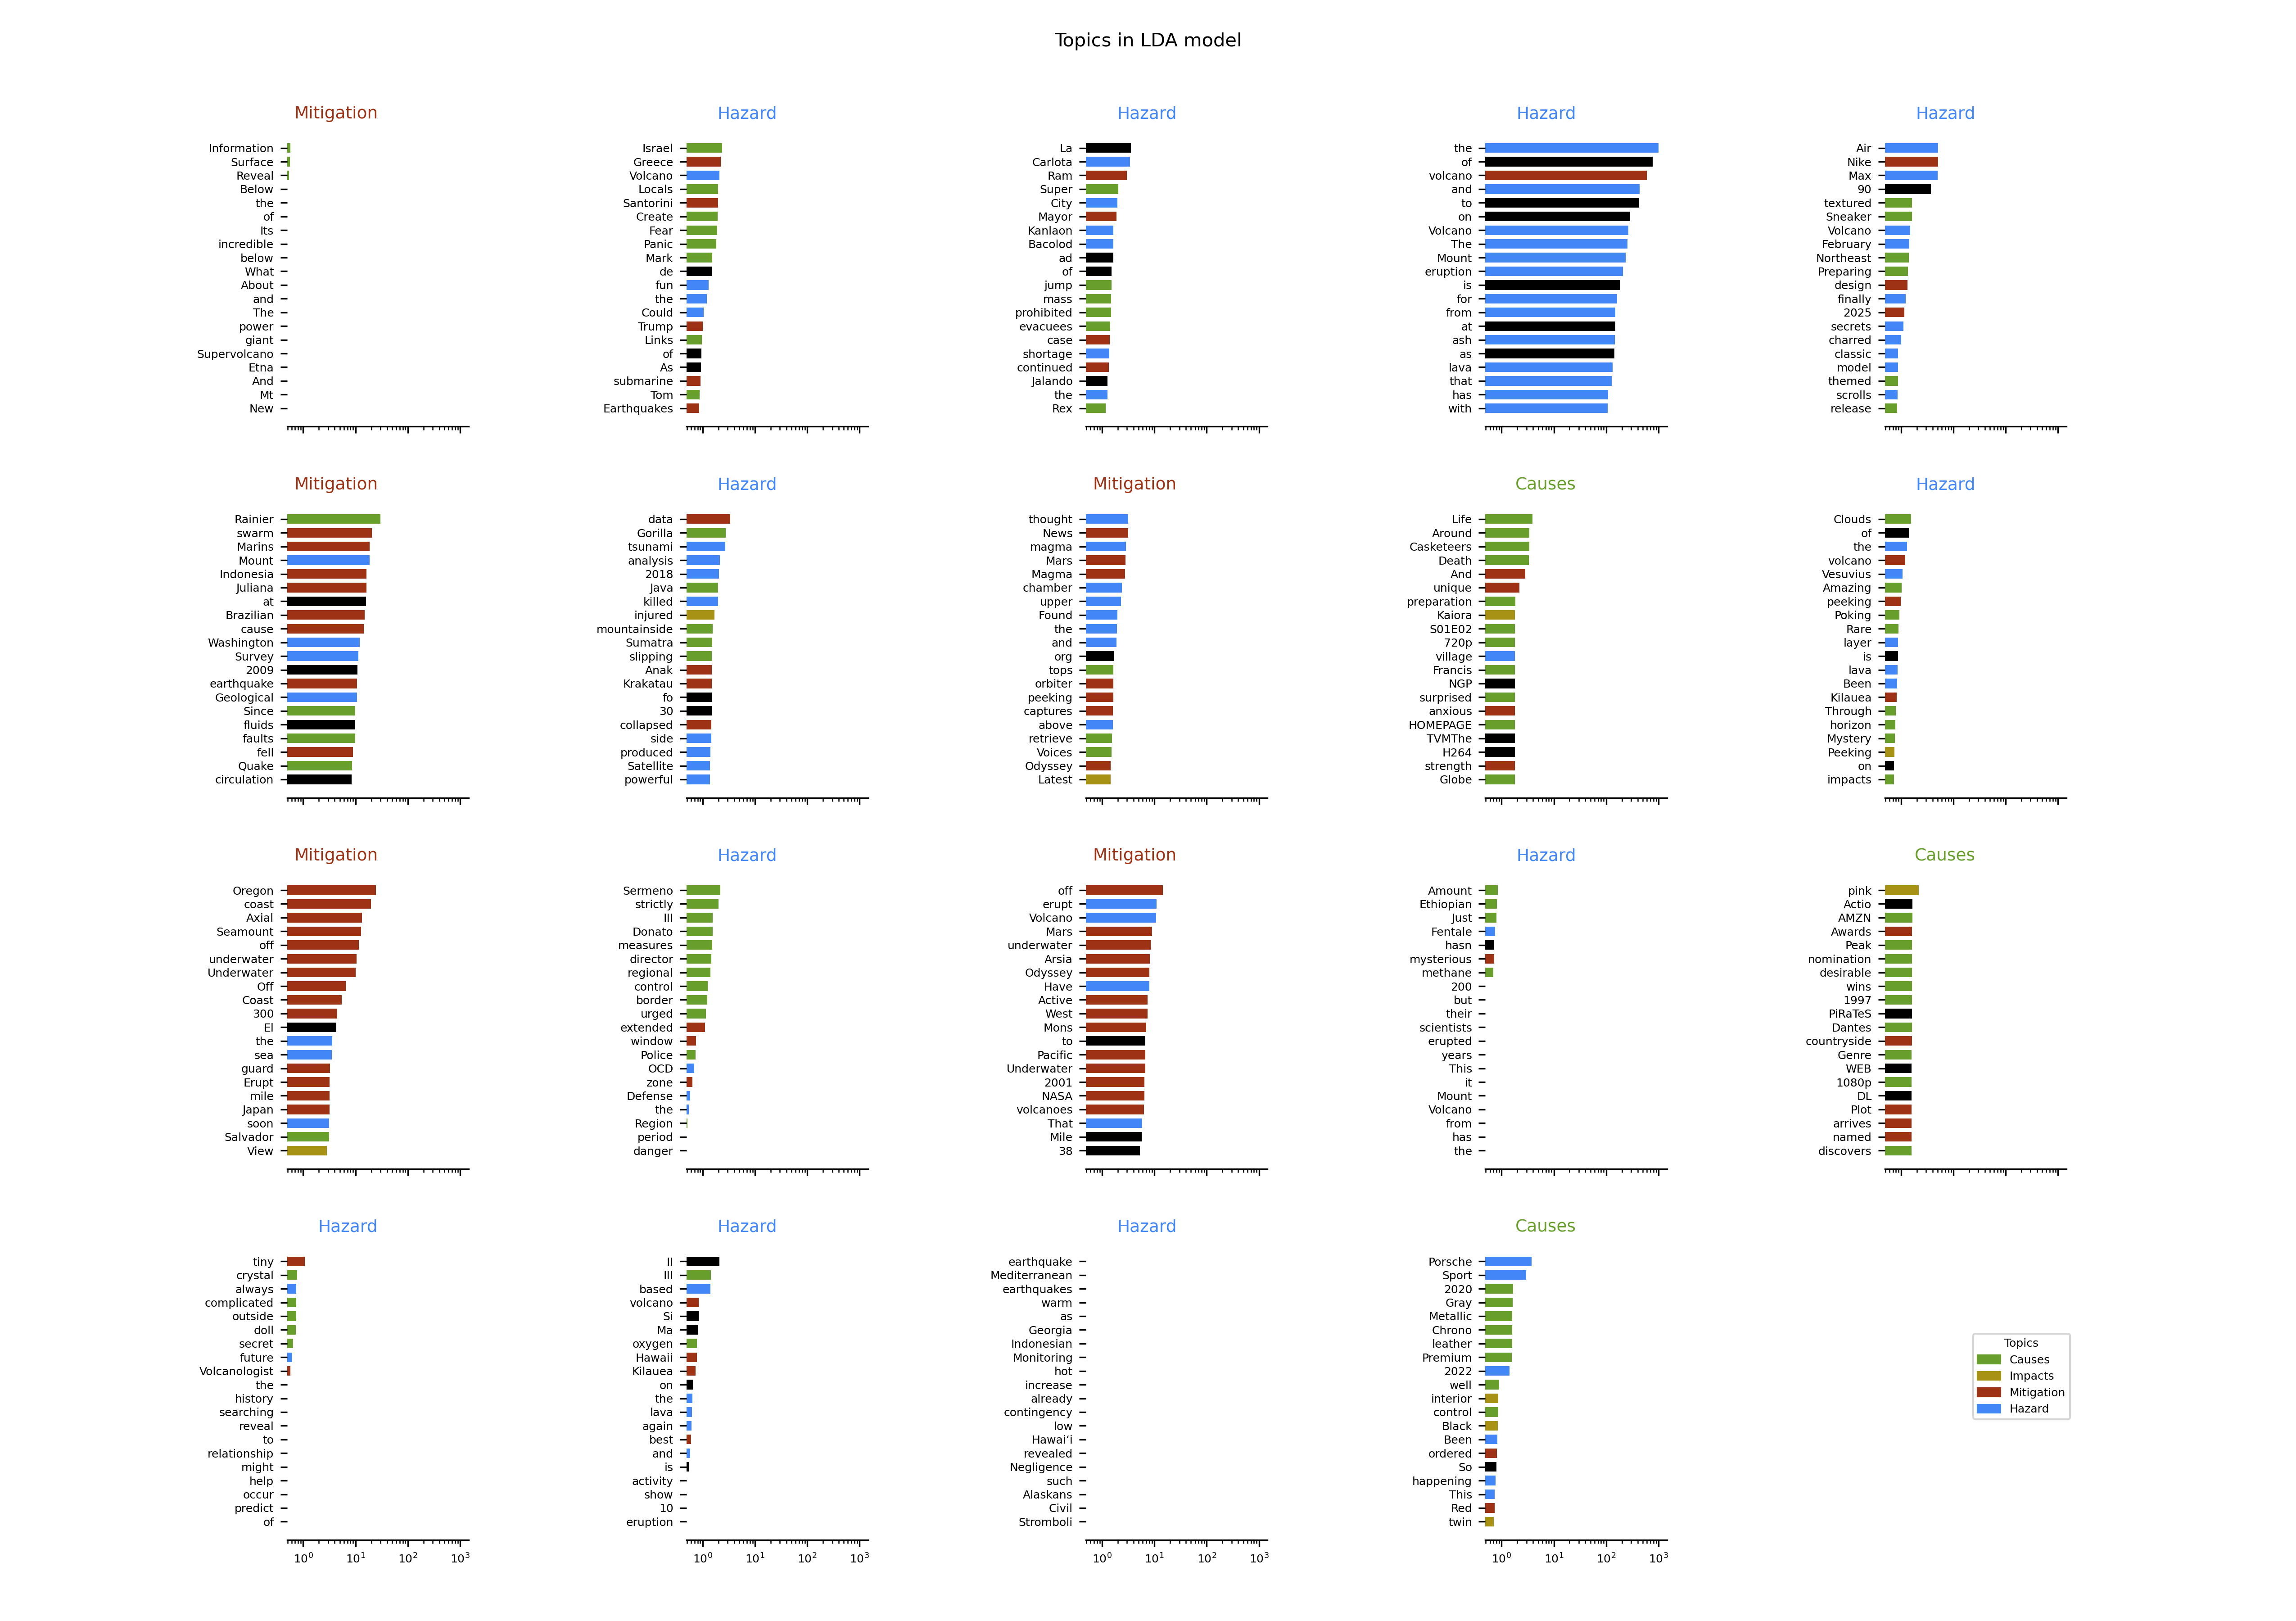 Topics in LDA model
Mitigation
Information
Surface
Reveal
Below
the
of
Its
incredible
below
What
About
and
The
power
giant
Supervolcano
Etna
And
Mt
New
Hazard
Israel
Greece
Volcano
Locals
Santorini
Create
Fear
Panic
Mark
de
fun
the
Could
Trump
Links
of
As
submarine
Tom
Earthquakes
Hazard
La
Carlota
Ram
Super
City
Mayor
Kanlaon
Bacolod
ad
of
jump
mass
prohibited
evacuees
case
shortage
continued
Jalando
the
Rex
Hazard
the
of
volcano
and
to
on
Volcano
The
Mount
eruption
is
for
from
at
ash
as
lava
that
has
with
Hazard
Air
Nike
Max
90
textured
Sneaker
Volcano
February
Northeast
Preparing
design
finally
2025
secrets
charred
classic
model
themed
scrolls
release
Mitigation
Rainier
swarm
Marins
Mount
Indonesia
Juliana
at
Brazilian
cause
Washington
Survey
2009
earthquake
Geological
Since
fluids
faults
fell
Quake
circulation
Hazard
data
Gorilla
tsunami
analysis
2018
Java
killed
injured
mountainside
Sumatra
slipping
Anak
Krakatau
fo
30
collapsed
side
produced
Satellite
powerful
Mitigation
thought
News
magma
Mars
Magma
chamber
upper
Found
the
and
org
tops
orbiter
peeking
captures
above
retrieve
Voices
Odyssey
Latest
Causes
Life
Around
Casketeers
Death
And
unique
preparation
Kaiora
S01E02
720p
village
Francis
NGP
surprised
anxious
HOMEPAGE
TVMThe
H264
strength
Globe
Hazard
Clouds
of
the
volcano
Vesuvius
Amazing
peeking
Poking
Rare
layer
is
lava
Been
Kilauea
Through
horizon
Mystery
Peeking
on
impacts
Mitigation
Oregon
coast
Axial
Seamount
off
underwater
Underwater
Off
Coast
300
El
the
sea
guard
Erupt
mile
Japan
soon
Salvador
View
Hazard
Sermeno
strictly
III
Donato
measures
director
regional
control
border
urged
extended
window
Police
OCD
zone
Defense
the
Region
period
danger
Mitigation
off
erupt
Volcano
Mars
underwater
Arsia
Odyssey
Have
Active
West
Mons
to
Pacific
Underwater
2001
NASA
volcanoes
That
Mile
38
Hazard
Amount
Ethiopian
Just
Fentale
hasn
mysterious
methane
200
but
their
scientists
erupted
years
This
it
Mount
Volcano
from
has
the
Causes
pink
Actio
AMZN
Awards
Peak
nomination
desirable
wins
1997
PiRaTeS
Dantes
countryside
Genre
WEB
1080p
DL
Plot
arrives
named
discovers
Hazard
tiny
crystal
always
complicated
outside
doll
secret
future
Volcanologist
the
history
searching
reveal
to
relationship
might
help
occur
predict
of
10⁰ 10¹ 10² 10³
Hazard
II
III
based
volcano
Si
Ma
oxygen
Hawaii
Kilauea
on
the
lava
again
best
and
is
activity
show
10
eruption
10⁰ 10¹ 10² 10³
Hazard
earthquake
Mediterranean
earthquakes
warm
as
Georgia
Indonesian
Monitoring
hot
increase
already
contingency
low
Hawaiʻi
revealed
Negligence
such
Alaskans
Civil
Stromboli
10⁰ 10¹ 10² 10³
Causes
Porsche
Sport
2020
Gray
Metallic
Chrono
leather
Premium
2022
well
interior
control
Black
Been
ordered
So
happening
This
Red
twin
10⁰ 10¹ 10² 10³
Topics
Causes
Impacts
Mitigation
Hazard